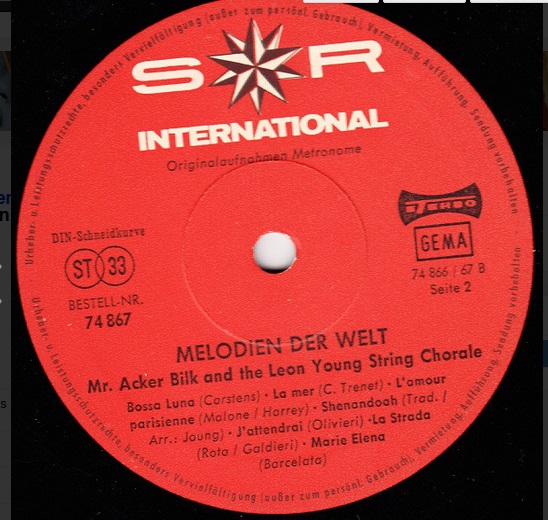 Urheber- u. Leistungsschutzrechte, besonders Vervielfältigung (außer zum persönl. Gebrauch), Vermietung, Aufführung, Sendung vorbehalten
S R
INTERNATIONAL
Originalaufnahmen Metronome
DIN-Schneidkurve
ST 33
BESTELL-NR.
74 867
STEREO
GEMA
74 866 / 67 B
Seite 2
MELODIEN DER WELT
Mr. Acker Bilk and the Leon Young String Chorale
Bossa Luna (Carstens) · La mer (C. Trenet) · L'amour
parisienne (Malone / Harrey) · Shenandoah (Trad. /
Arr.: Joung) · J'attendrai (Olivieri) · La Strada
(Rota / Galdieri) · Marie Elena
(Barcelata)
Urheber- u. Leistungsschutzrechte, besonders Vervielfältigung (außer zum persönl. Gebrauch), Vermietung, Aufführung, Sendung vorbehalten